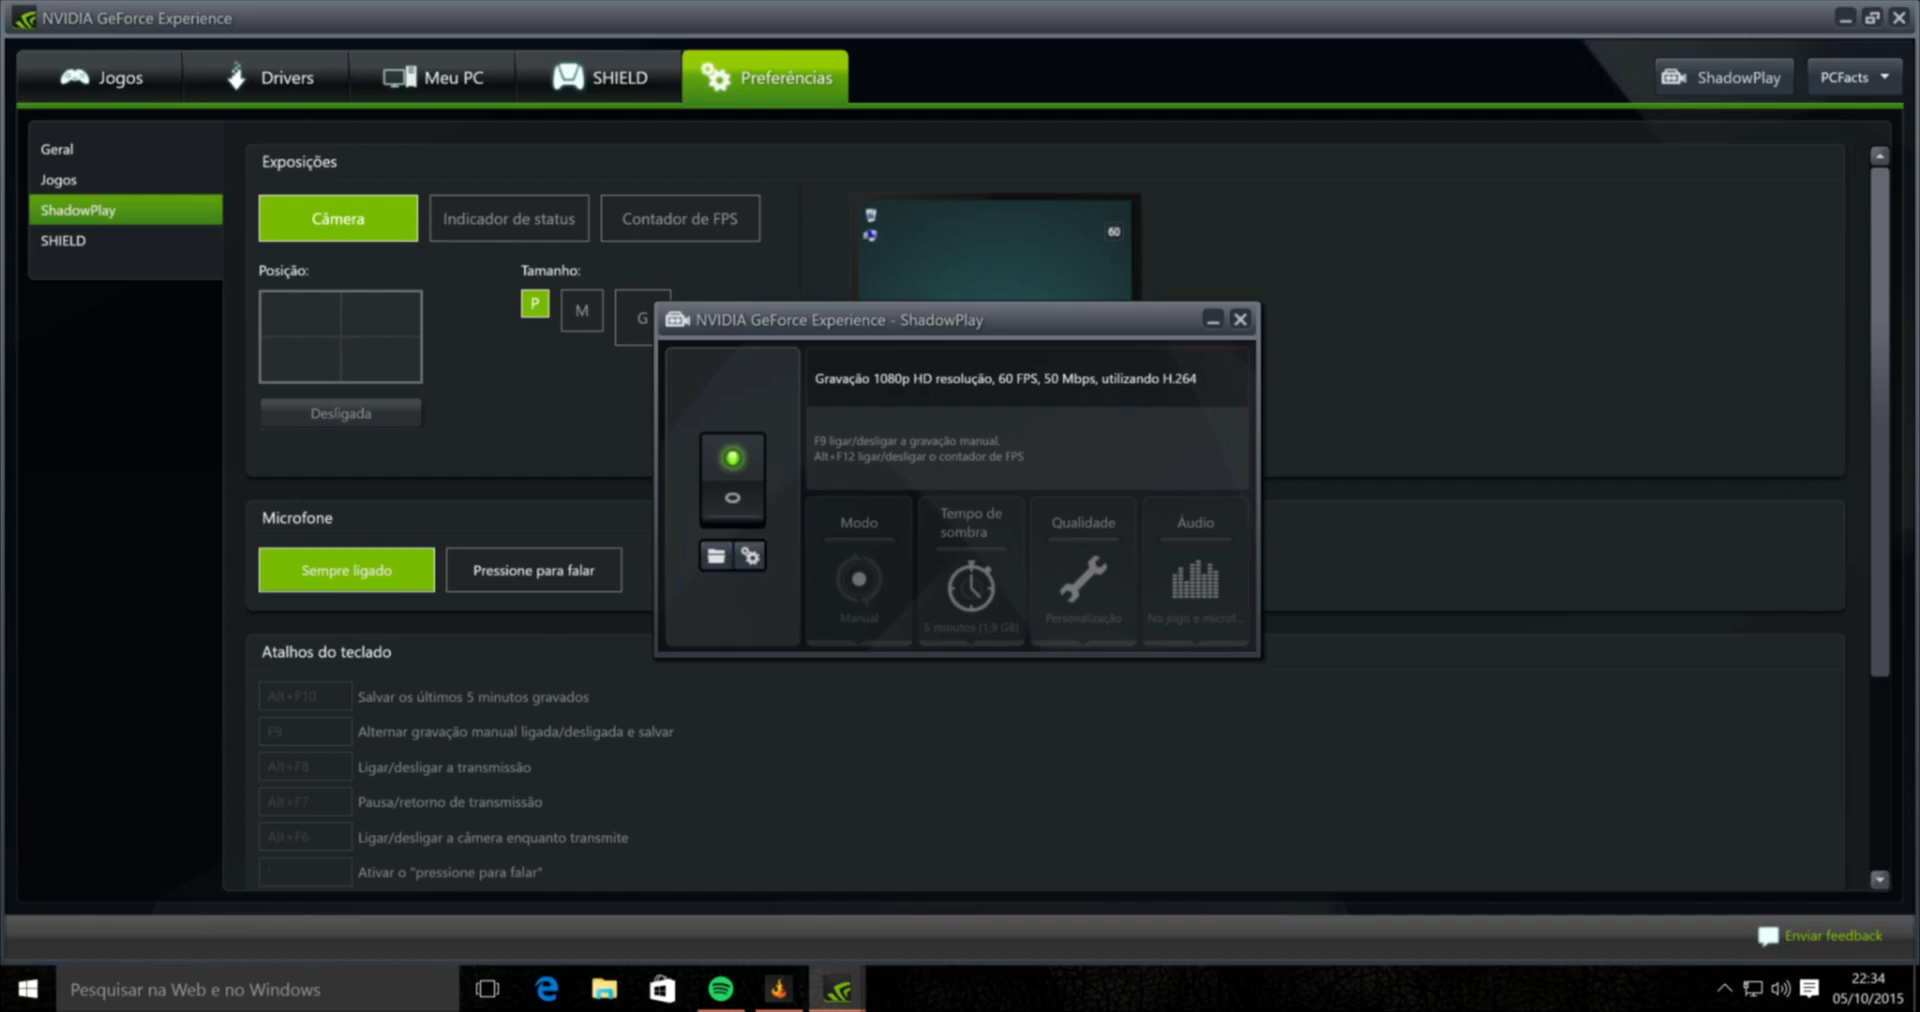 NVIDIA GeForce Experience
Jogos
Drivers
Meu PC
SHIELD
Preferências
ShadowPlay
PCFacts
Geral
Jogos
ShadowPlay
SHIELD
Exposições
Câmera
Indicador de status
Contador de FPS
60
Posição:
Tamanho:
P
M
G
Desligada
NVIDIA GeForce Experience - ShadowPlay
Gravação 1080p HD resolução, 60 FPS, 50 Mbps, utilizando H.264
F9 ligar/desligar a gravação manual.
Alt+F12 ligar/desligar o contador de FPS
Modo
Manual
Tempo de
sombra
5 minutos (1,9 GB)
Qualidade
Personalização
Áudio
No jogo e microf...
Microfone
Sempre ligado
Pressione para falar
Atalhos do teclado
Alt+F10 Salvar os últimos 5 minutos gravados
F9 Alternar gravação manual ligada/desligada e salvar
Alt+F8 Ligar/desligar a transmissão
Alt+F7 Pausa/retorno de transmissão
Alt+F6 Ligar/desligar a câmera enquanto transmite
' Ativar o "pressione para falar"
Enviar feedback
Pesquisar na Web e no Windows
22:34
05/10/2015